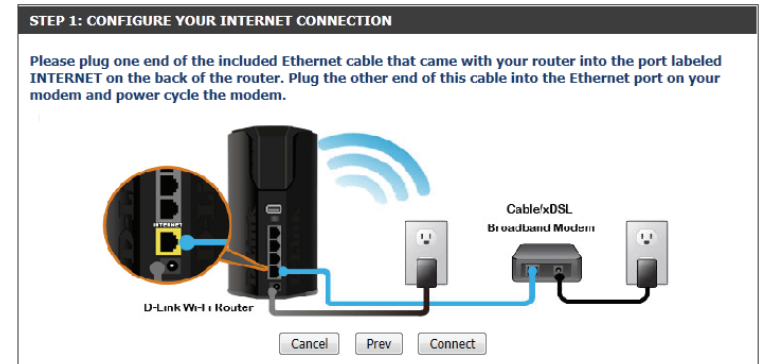 STEP 1: CONFIGURE YOUR INTERNET CONNECTION
Please plug one end of the included Ethernet cable that came with your router into the port labeled
INTERNET on the back of the router. Plug the other end of this cable into the Ethernet port on your
modem and power cycle the modem.
INTERNET
Cable/xDSL
Broadband Modem
D-Link Wi-Fi Router
Cancel Prev Connect